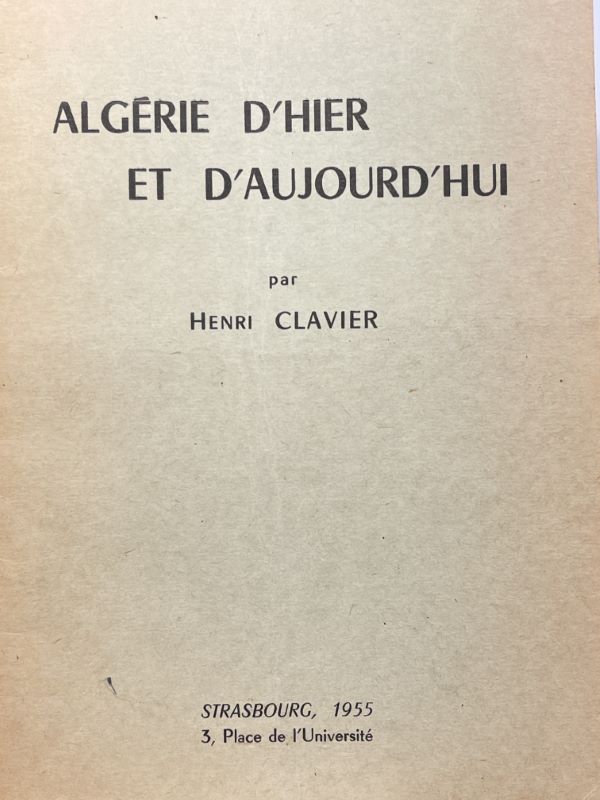 ALGÉRIE D'HIER
ET D'AUJOURD'HUI
par
HENRI CLAVIER
STRASBOURG, 1955
3, Place de l'Université